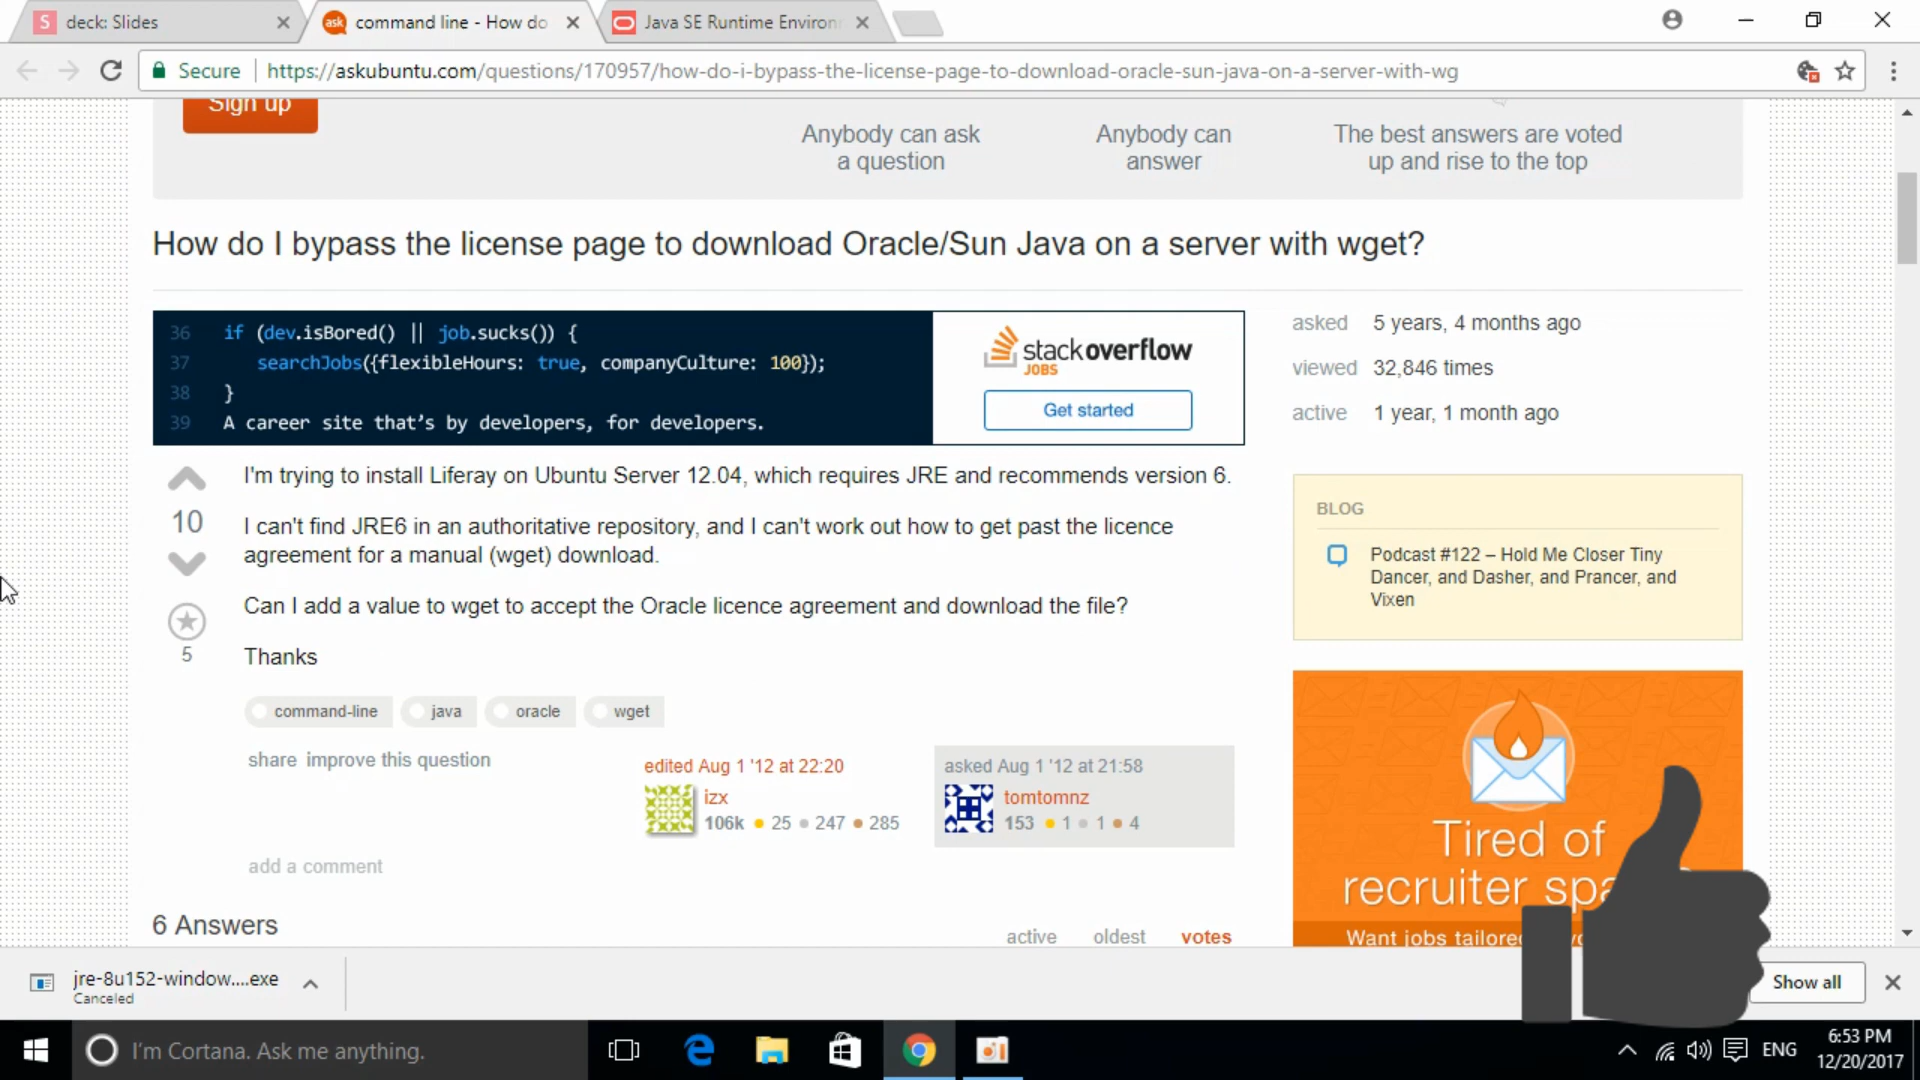 S deck: Slides
ask command line - How do
Java SE Runtime Environ
Secure https://askubuntu.com/questions/170957/how-do-i-bypass-the-license-page-to-download-oracle-sun-java-on-a-server-with-wg
Sign up
Anybody can ask
a question
Anybody can
answer
The best answers are voted
up and rise to the top
How do I bypass the license page to download Oracle/Sun Java on a server with wget?
36 if (dev.isBored() || job.sucks()) {
37 searchJobs({flexibleHours: true, companyCulture: 100});
38 }
39 A career site that's by developers, for developers.
stackoverflow
JOBS
Get started
asked 5 years, 4 months ago
viewed 32,846 times
active 1 year, 1 month ago
10
5
I'm trying to install Liferay on Ubuntu Server 12.04, which requires JRE and recommends version 6.
I can't find JRE6 in an authoritative repository, and I can't work out how to get past the licence
agreement for a manual (wget) download.
Can I add a value to wget to accept the Oracle licence agreement and download the file?
Thanks
command-line java oracle wget
share improve this question
edited Aug 1 '12 at 22:20
izx
106k 25 247 285
asked Aug 1 '12 at 21:58
tomtomnz
153 1 1 4
add a comment
6 Answers
active oldest votes
BLOG
Podcast #122 – Hold Me Closer Tiny
Dancer, and Dasher, and Prancer, and
Vixen
Tired of
recruiter spa
Want jobs tailored
jre-8u152-window....exe
Canceled
Show all
I'm Cortana. Ask me anything.
ENG
6:53 PM
12/20/2017